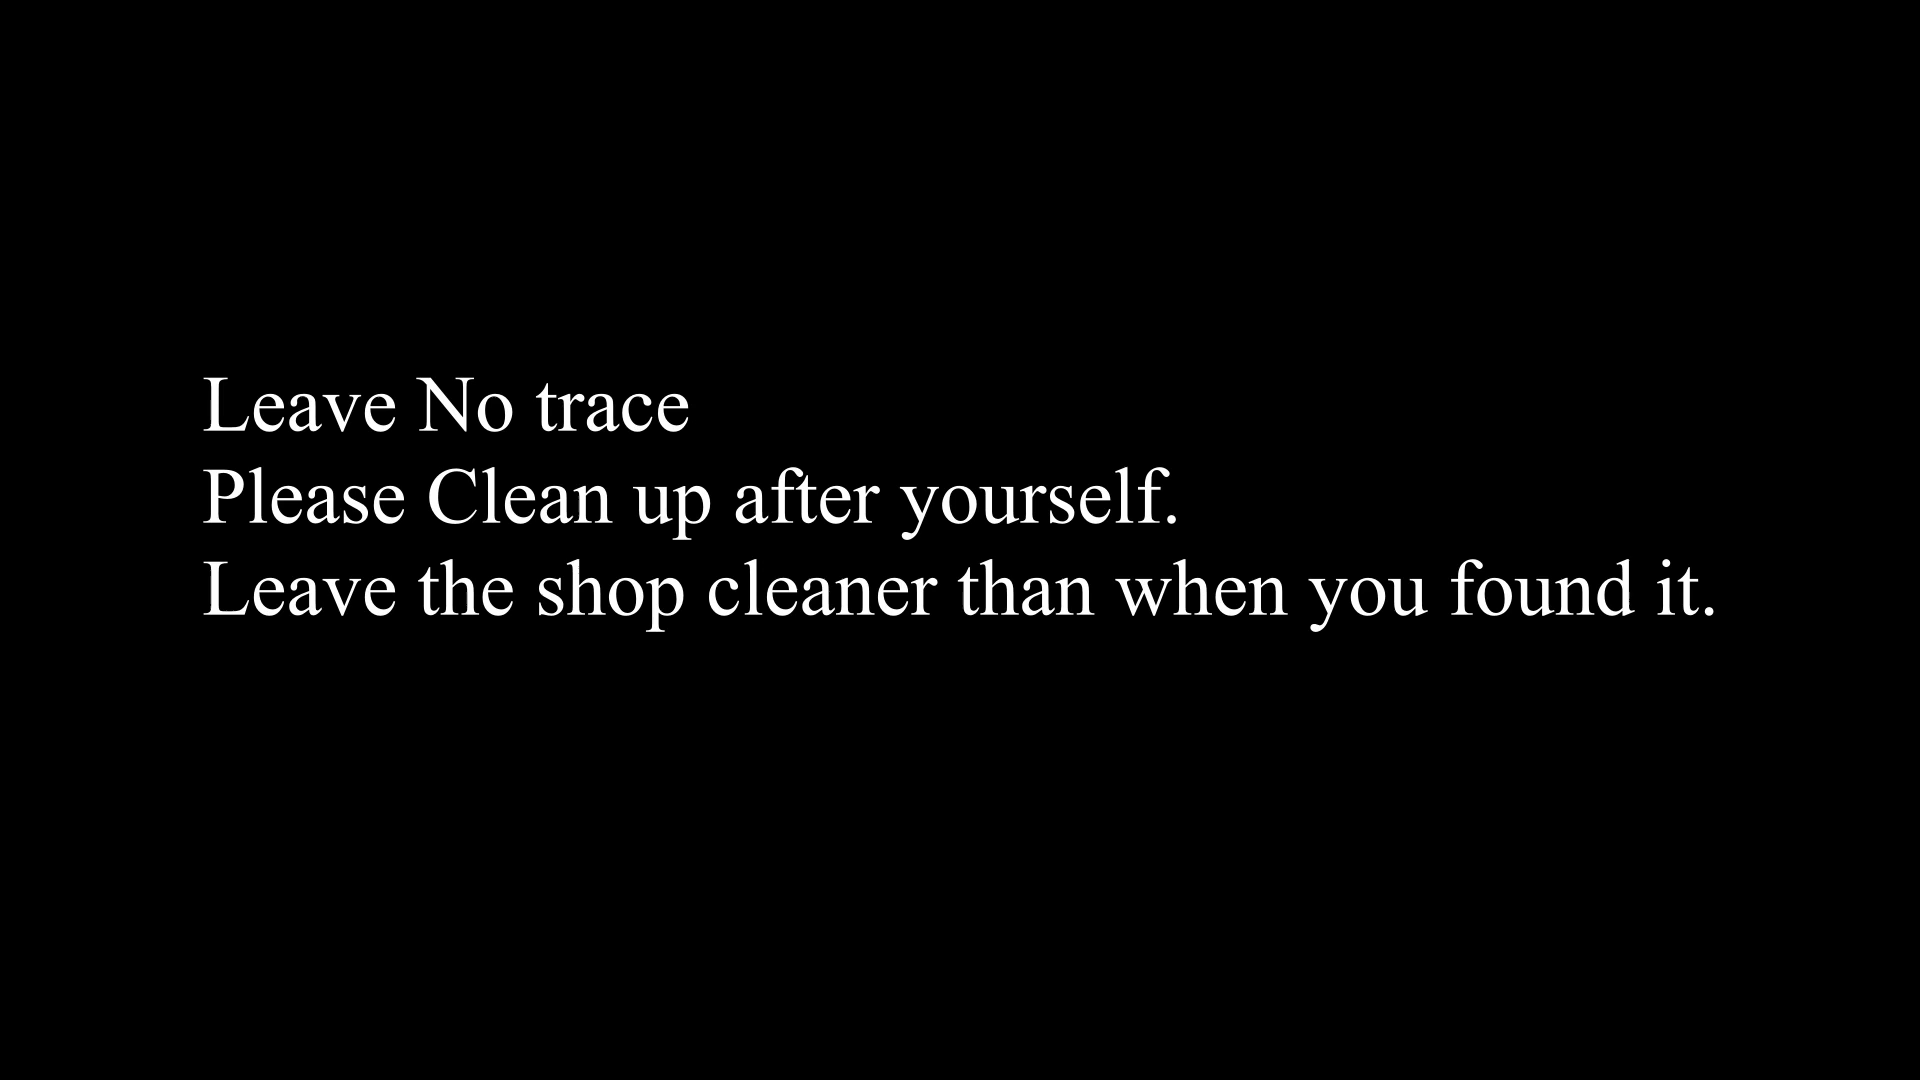 Leave No trace
Please Clean up after yourself.
Leave the shop cleaner than when you found it.